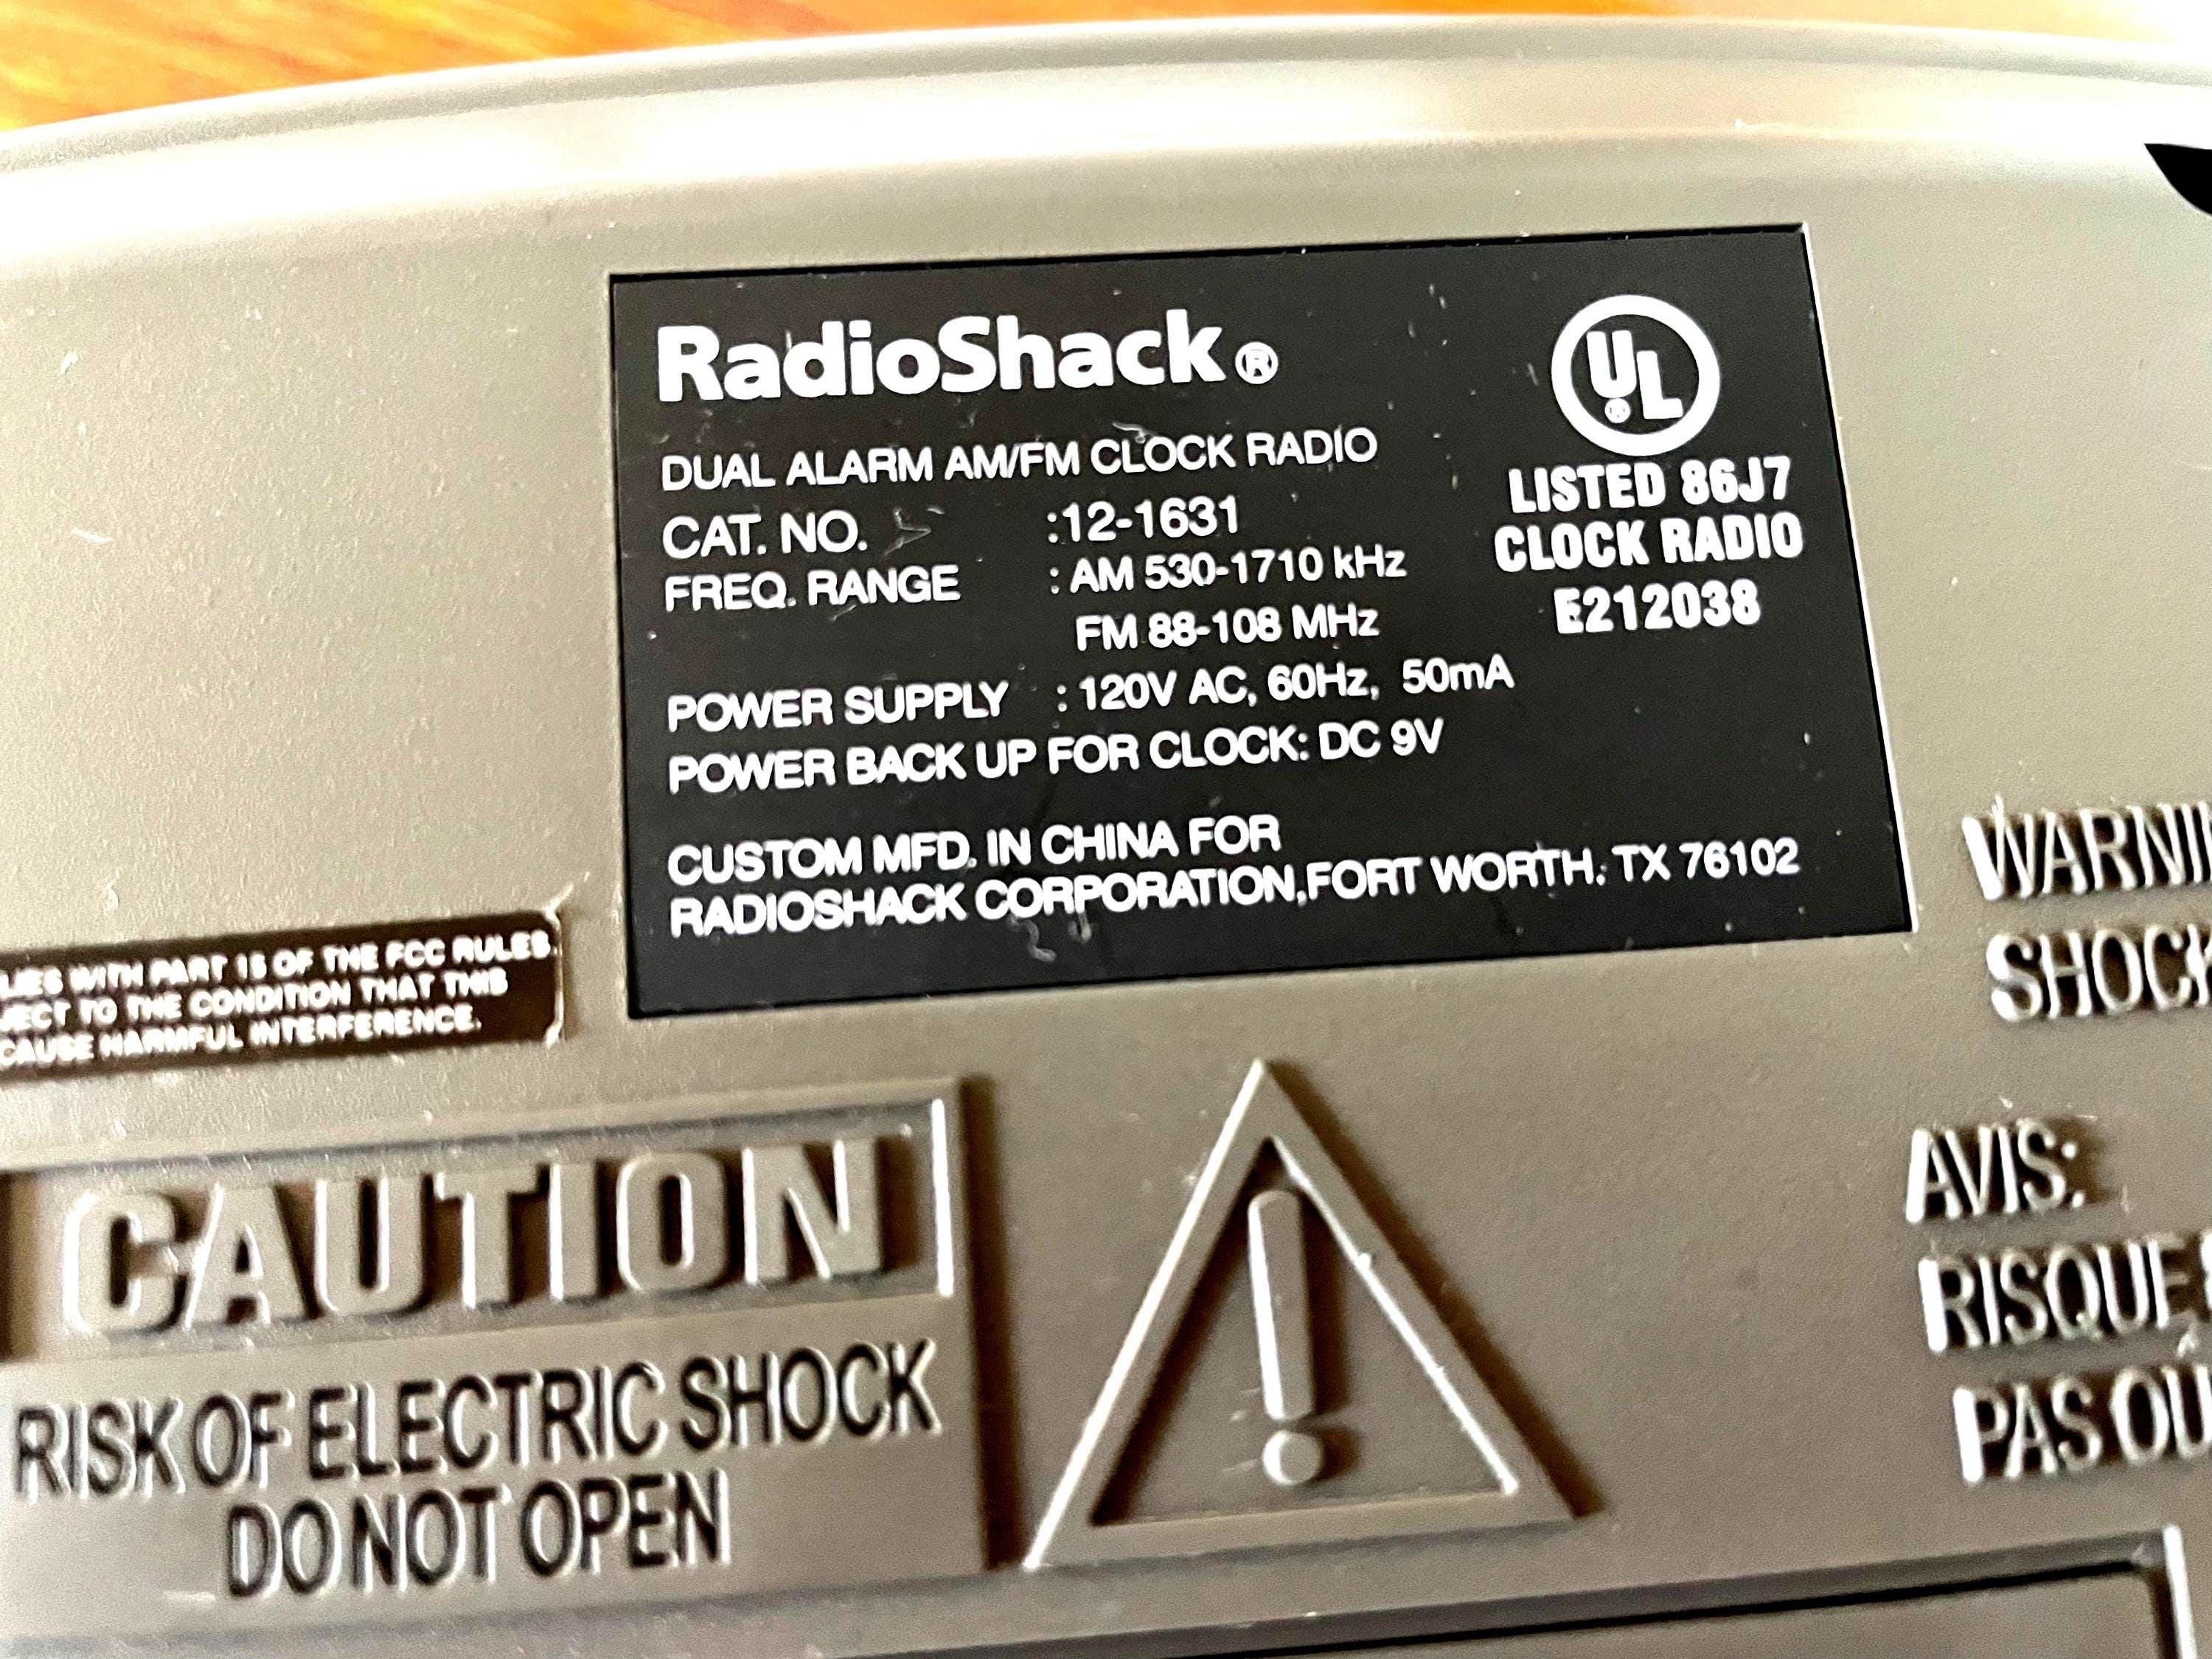 RadioShack®
DUAL ALARM AM/FM CLOCK RADIO
CAT. NO. :12-1631
FREQ. RANGE : AM 530-1710 kHz
FM 88-108 MHz
POWER SUPPLY : 120V AC, 60Hz, 50mA
POWER BACK UP FOR CLOCK: DC 9V
CUSTOM MFD. IN CHINA FOR
RADIOSHACK CORPORATION,FORT WORTH. TX 76102
UL®
LISTED 86J7
CLOCK RADIO
E212038
WITH PART 15 OF THE FCC RULES.
TO THE CONDITION THAT THIS
CAUSE HARMFUL INTERFERENCE.
CAUTION
RISK OF ELECTRIC SHOCK
DO NOT OPEN
!
SHOCK
AVIS:
RISQUE
PAS